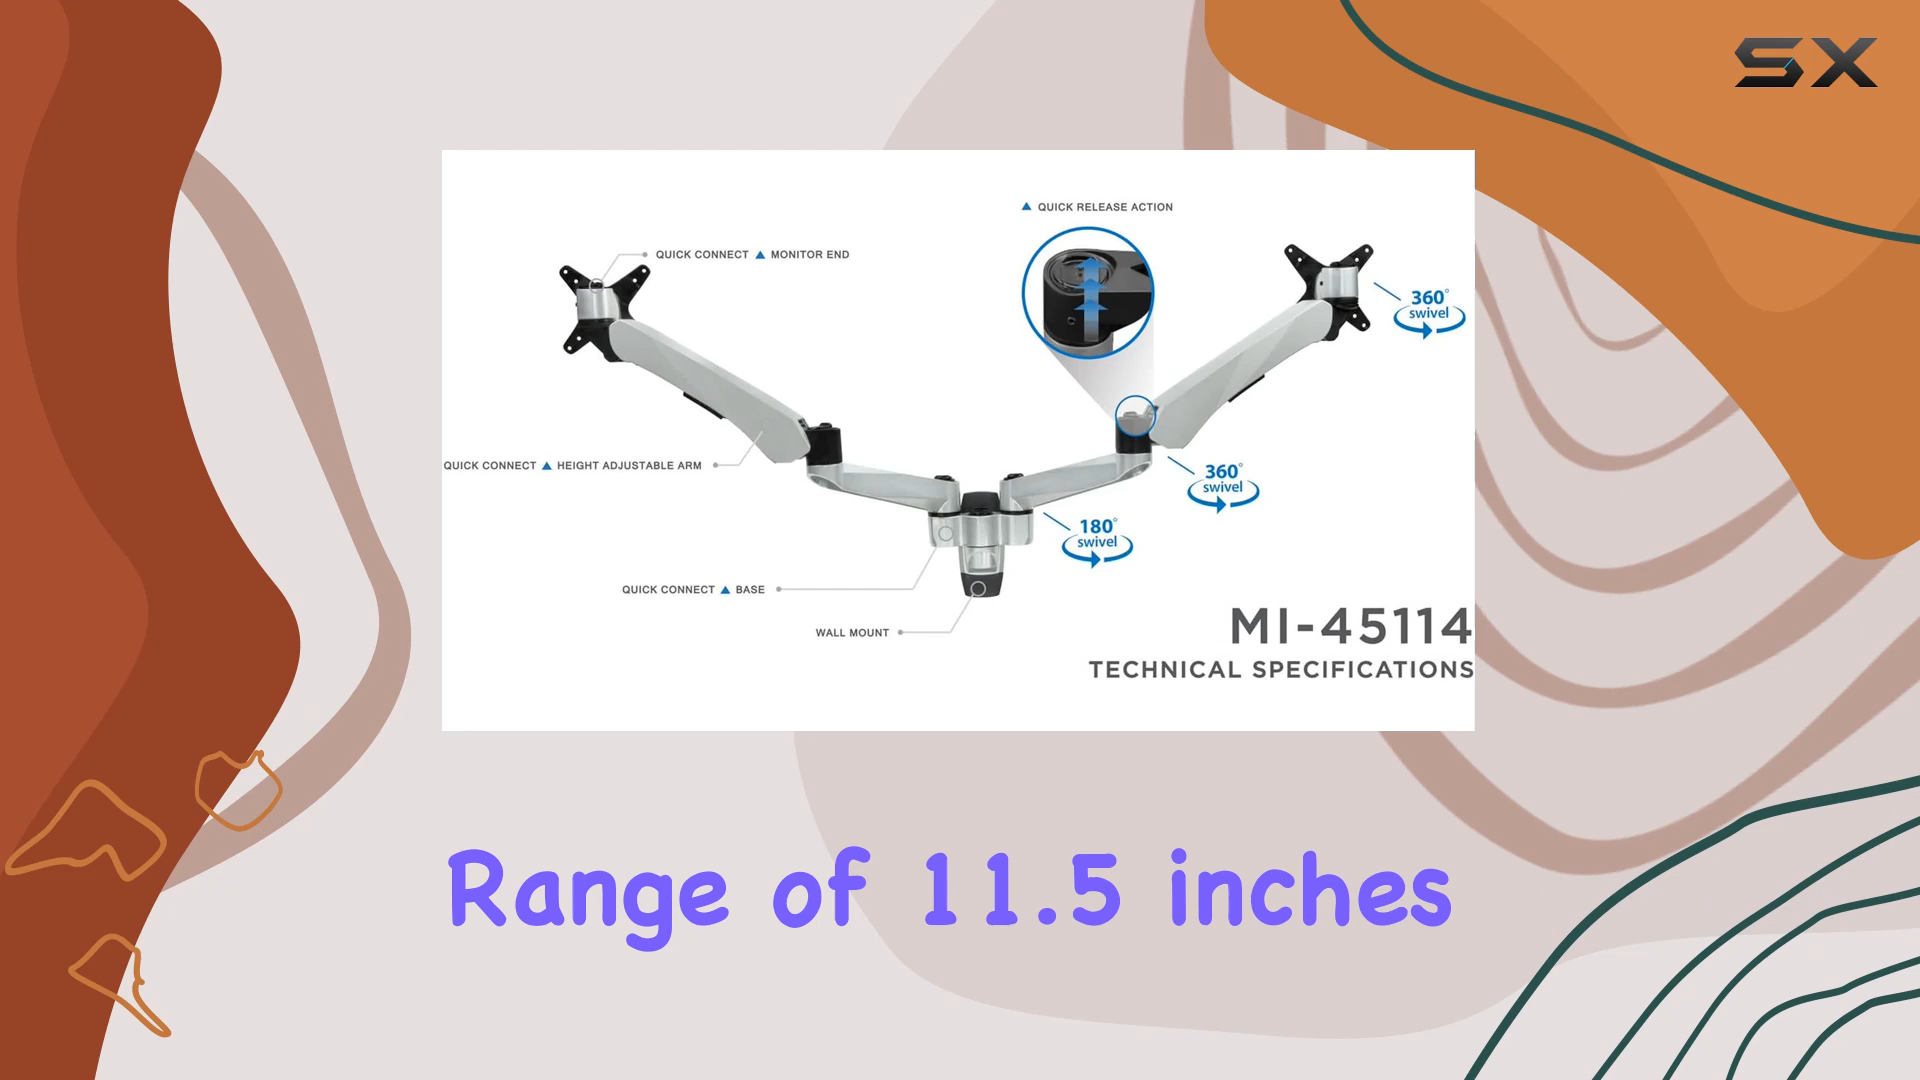 SX
▲ QUICK RELEASE ACTION
QUICK CONNECT ▲ MONITOR END
360°
swivel
QUICK CONNECT ▲ HEIGHT ADJUSTABLE ARM
360°
swivel
180°
swivel
QUICK CONNECT ▲ BASE
WALL MOUNT
MI-45114
TECHNICAL SPECIFICATIONS
Range of 11.5 inches